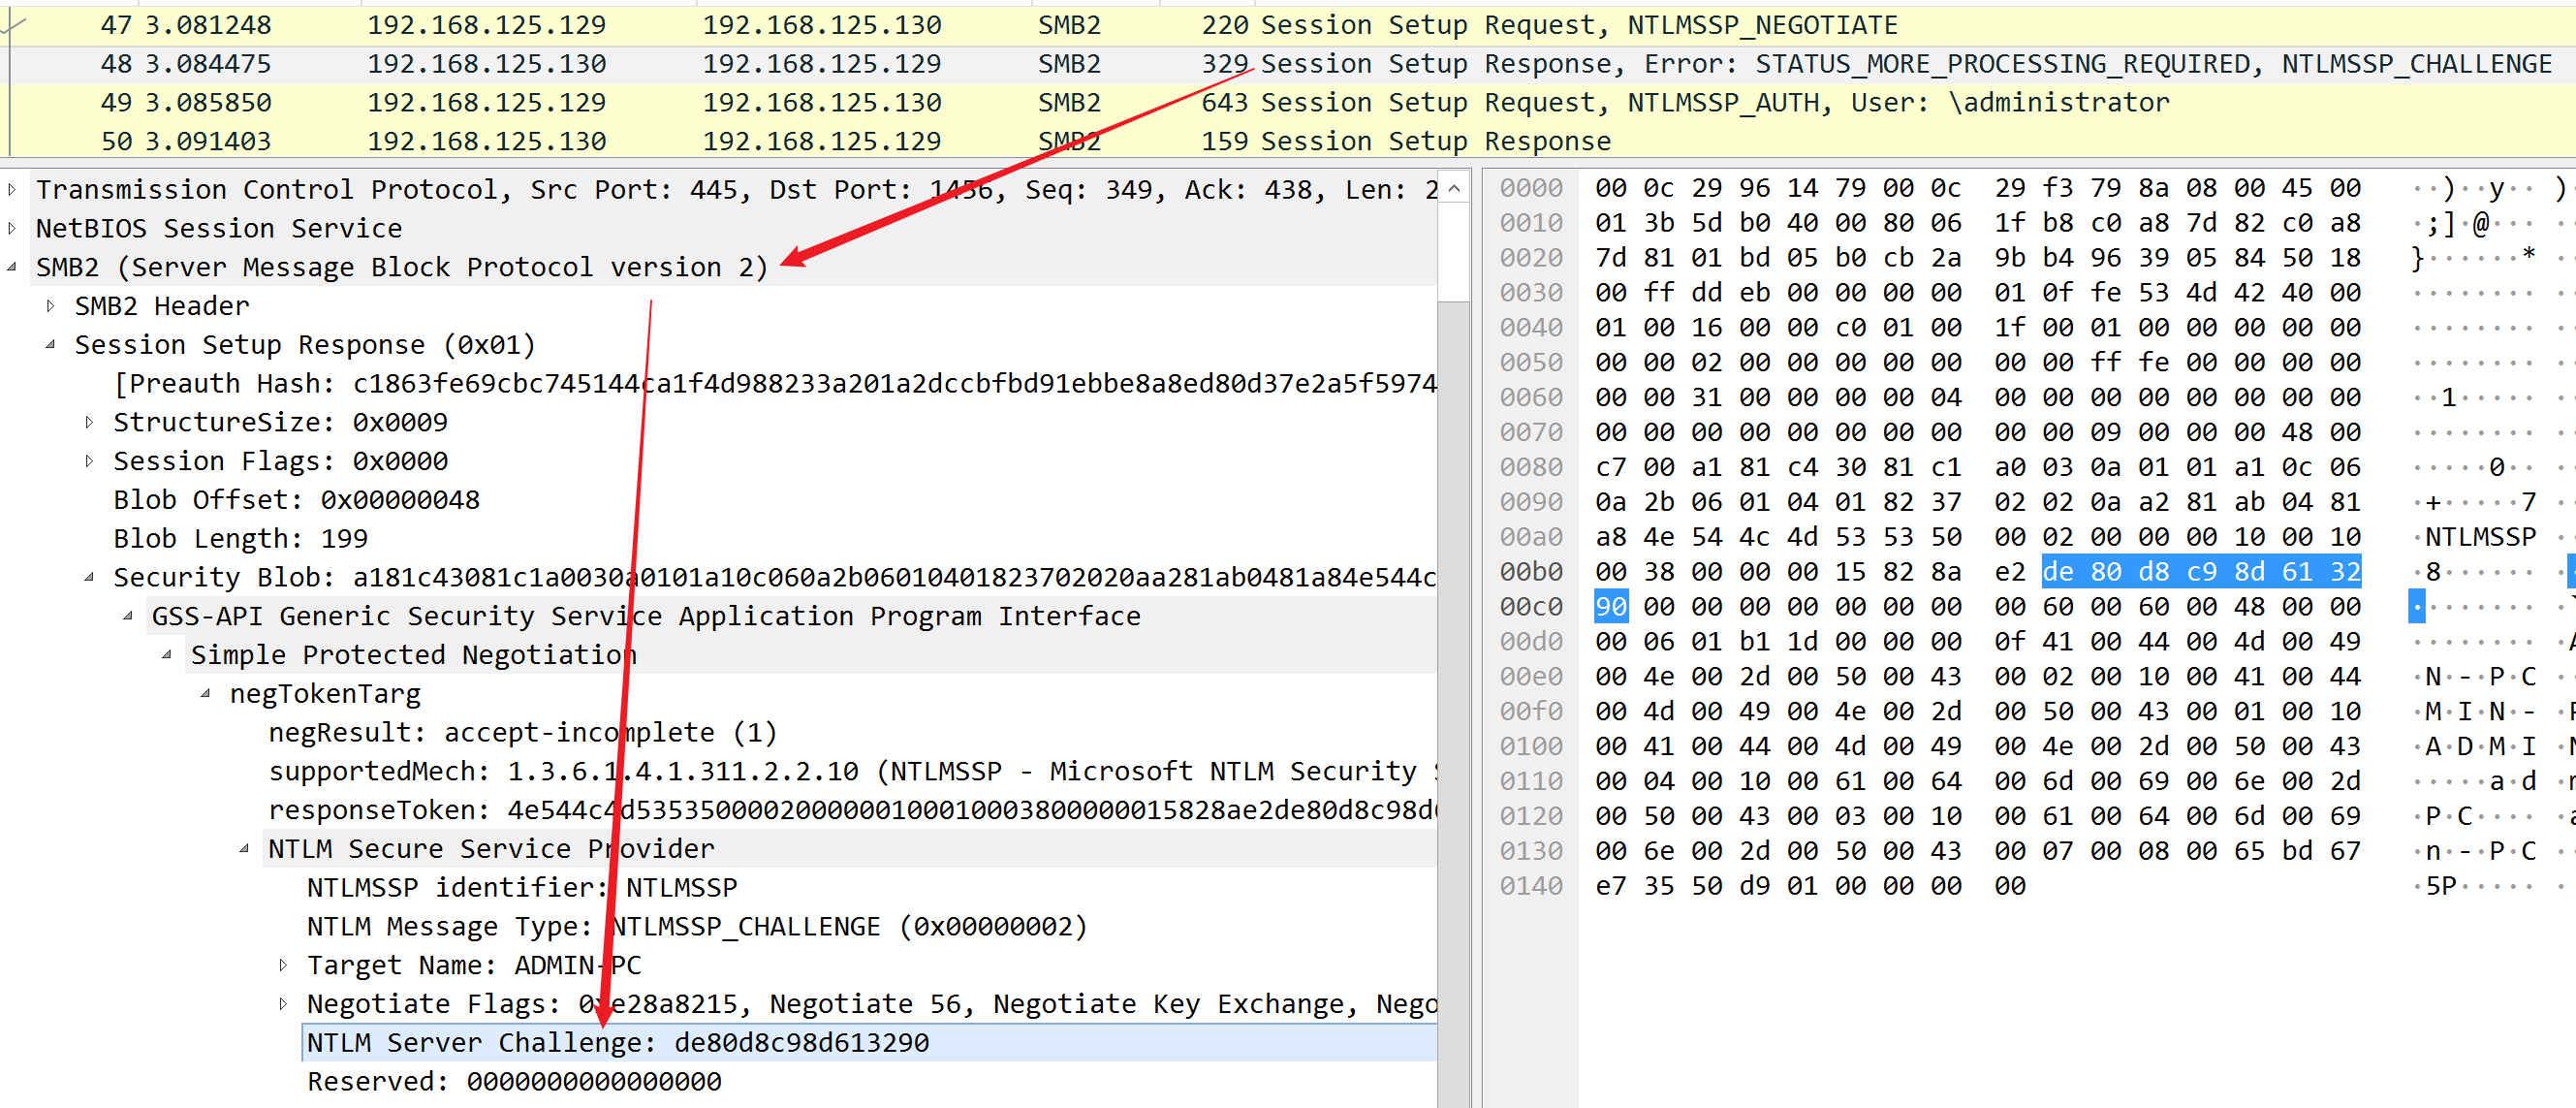 47 3.081248 192.168.125.129 192.168.125.130 SMB2 220 Session Setup Request, NTLMSSP_NEGOTIATE
48 3.084475 192.168.125.130 192.168.125.129 SMB2 329 Session Setup Response, Error: STATUS_MORE_PROCESSING_REQUIRED, NTLMSSP_CHALLENGE
49 3.085850 192.168.125.129 192.168.125.130 SMB2 643 Session Setup Request, NTLMSSP_AUTH, User: \administrator
50 3.091403 192.168.125.130 192.168.125.129 SMB2 159 Session Setup Response
Transmission Control Protocol, Src Port: 445, Dst Port: 1456, Seq: 349, Ack: 438, Len: 2
NetBIOS Session Service
SMB2 (Server Message Block Protocol version 2)
SMB2 Header
Session Setup Response (0x01)
[Preauth Hash: c1863fe69cbc745144ca1f4d988233a201a2dccbfbd91ebbe8a8ed80d37e2a5f5974
StructureSize: 0x0009
Session Flags: 0x0000
Blob Offset: 0x00000048
Blob Length: 199
Security Blob: a181c43081c1a0030a0101a10c060a2b06010401823702020aa281ab0481a84e544c
GSS-API Generic Security Service Application Program Interface
Simple Protected Negotiation
negTokenTarg
negResult: accept-incomplete (1)
supportedMech: 1.3.6.1.4.1.311.2.2.10 (NTLMSSP - Microsoft NTLM Security
responseToken: 4e544c4d5353500002000000100010003800000015828ae2de80d8c98d6
NTLM Secure Service Provider
NTLMSSP identifier: NTLMSSP
NTLM Message Type: NTLMSSP_CHALLENGE (0x00000002)
Target Name: ADMIN-PC
Negotiate Flags: 0xe28a8215, Negotiate 56, Negotiate Key Exchange, Nego
NTLM Server Challenge: de80d8c98d613290
Reserved: 0000000000000000
0000 00 0c 29 96 14 79 00 0c 29 f3 79 8a 08 00 45 00 ··)··y·· )
0010 01 3b 5d b0 40 00 80 06 1f b8 c0 a8 7d 82 c0 a8 ·;]·@···
0020 7d 81 01 bd 05 b0 cb 2a 9b b4 96 39 05 84 50 18 }······*
0030 00 ff dd eb 00 00 00 00 01 0f fe 53 4d 42 40 00 ········
0040 01 00 16 00 00 c0 01 00 1f 00 01 00 00 00 00 00 ········
0050 00 00 02 00 00 00 00 00 00 00 ff fe 00 00 00 00 ········
0060 00 00 31 00 00 00 00 04 00 00 00 00 00 00 00 00 ··1·····
0070 00 00 00 00 00 00 00 00 00 00 09 00 00 00 48 00 ········
0080 c7 00 a1 81 c4 30 81 c1 a0 03 0a 01 01 a1 0c 06 ·····0··
0090 0a 2b 06 01 04 01 82 37 02 02 0a a2 81 ab 04 81 ·+·····7
00a0 a8 4e 54 4c 4d 53 53 50 00 02 00 00 00 10 00 10 ·NTLMSSP
00b0 00 38 00 00 00 15 82 8a e2 de 80 d8 c9 8d 61 32 ·8······
00c0 90 00 00 00 00 00 00 00 00 60 00 60 00 48 00 00 ········
00d0 00 06 01 b1 1d 00 00 00 0f 41 00 44 00 4d 00 49 ········ A
00e0 00 4e 00 2d 00 50 00 43 00 02 00 10 00 41 00 44 ·N·-·P·C
00f0 00 4d 00 49 00 4e 00 2d 00 50 00 43 00 01 00 10 ·M·I·N·-
0100 00 41 00 44 00 4d 00 49 00 4e 00 2d 00 50 00 43 ·A·D·M·I
0110 00 04 00 10 00 61 00 64 00 6d 00 69 00 6e 00 2d ·····a·d
0120 00 50 00 43 00 03 00 10 00 61 00 64 00 6d 00 69 ·P·C····
0130 00 6e 00 2d 00 50 00 43 00 07 00 08 00 65 bd 67 ·n·-·P·C
0140 e7 35 50 d9 01 00 00 00 00 ·5P·····